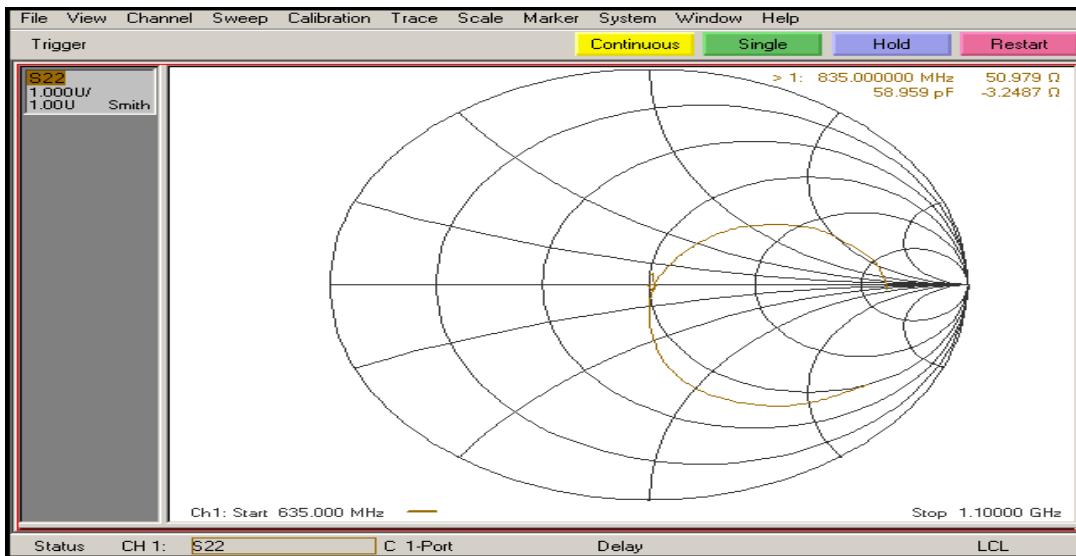 File View Channel Sweep Calibration Trace Scale Marker System Window Help
Trigger Continuous Single Hold Restart
S22
1.000U/
1.00U Smith
> 1: 835.000000 MHz 50.979 Ω
58.959 pF -3.2487 Ω
Ch1: Start 635.000 MHz Stop 1.10000 GHz
Status CH 1: S22 C 1-Port Delay LCL